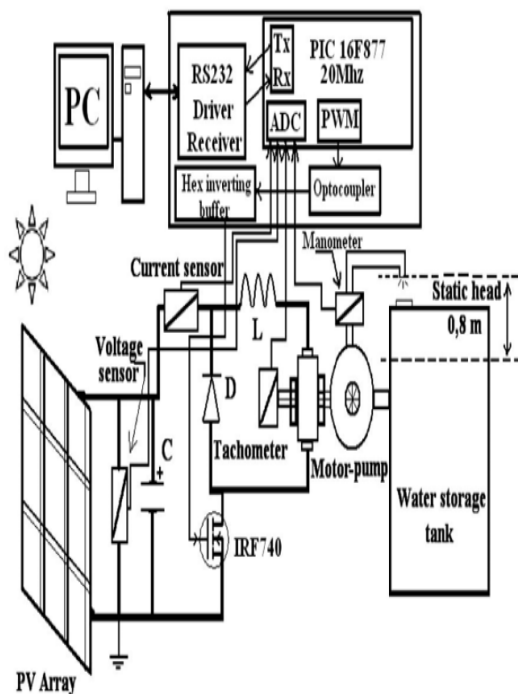 PC
RS232
Driver
Receiver
Tx
Rx
PIC 16F877
20Mhz
ADC
PWM
Hex inverting
buffer
Optocoupler
Manometer
Current sensor
Static head
0,8 m
L
Voltage
sensor
D
C
+
Tachometer
Motor-pump
Water storage
tank
IRF740
PV Array